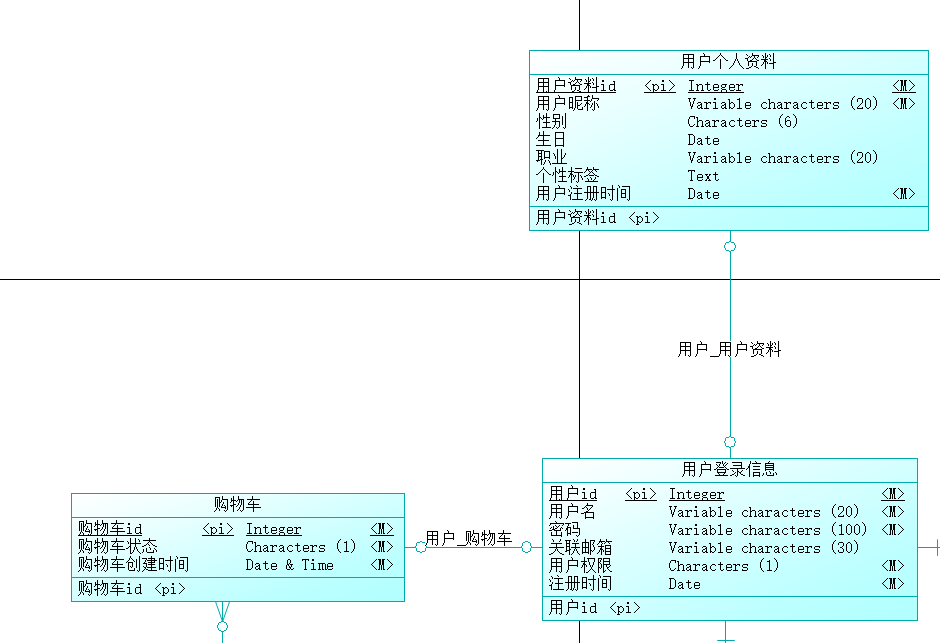 用户个人资料
用户资料id <pi> Integer <M>
用户昵称 Variable characters (20) <M>
性别 Characters (6)
生日 Date
职业 Variable characters (20)
个性标签 Text
用户注册时间 Date <M>
用户资料id <pi>
用户_用户资料
用户登录信息
用户id <pi> Integer <M>
用户名 Variable characters (20) <M>
密码 Variable characters (100) <M>
关联邮箱 Variable characters (30)
用户权限 Characters (1) <M>
注册时间 Date <M>
用户id <pi>
购物车
购物车id <pi> Integer <M>
购物车状态 Characters (1) <M>
购物车创建时间 Date & Time <M>
购物车id <pi>
用户_购物车